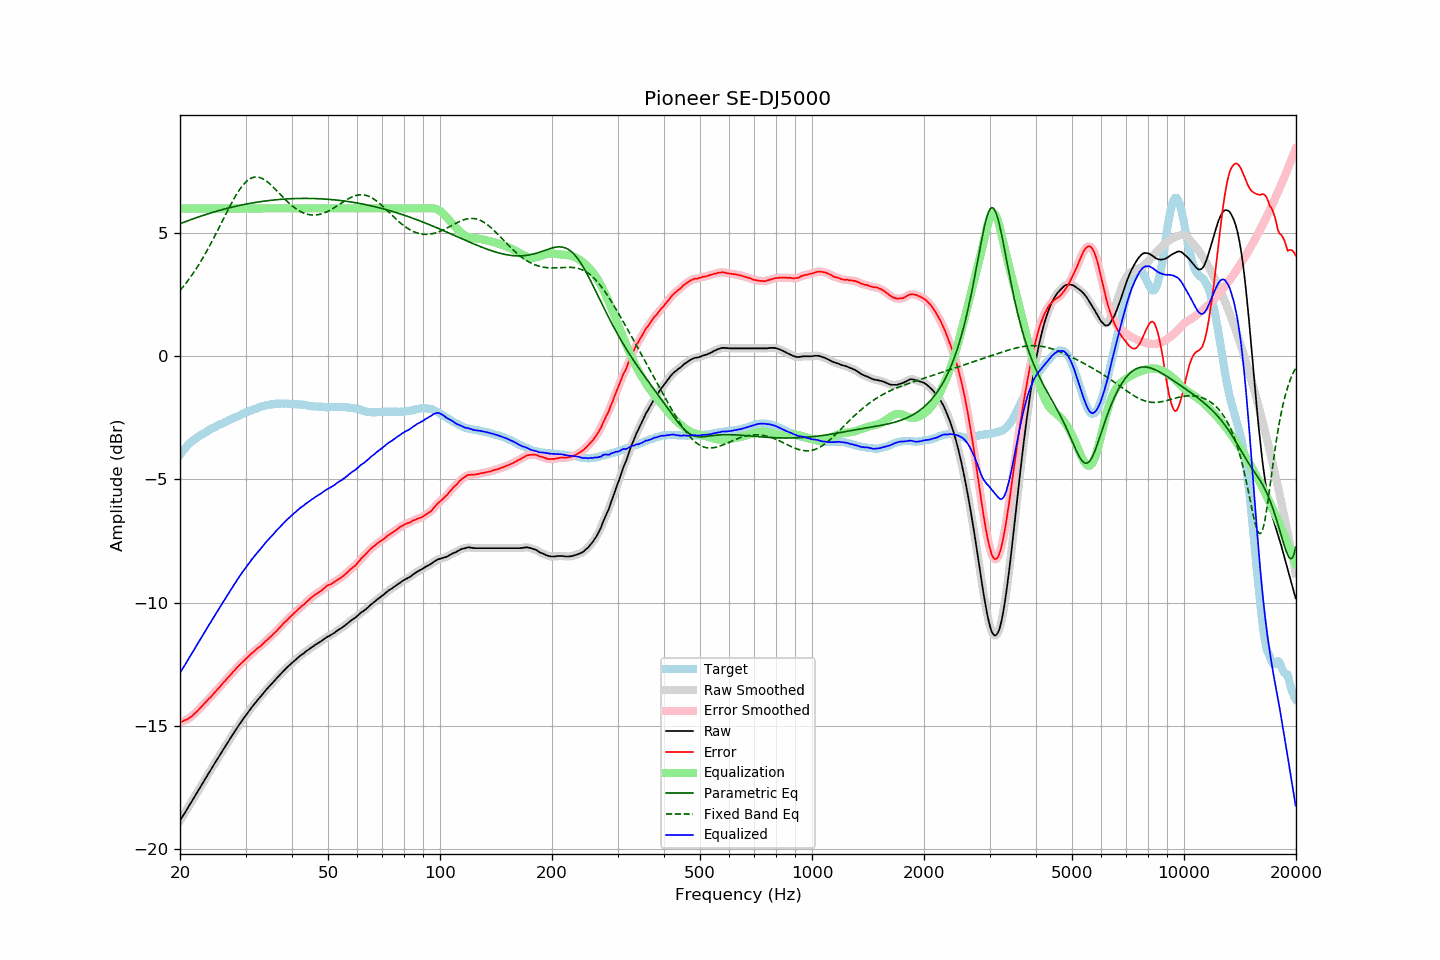 Pioneer SE-DJ5000
Amplitude (dBr)
5
0
−5
−10
−15
−20
Target
Raw Smoothed
Error Smoothed
Raw
Error
Equalization
Parametric Eq
Fixed Band Eq
Equalized
20 50 100 200 500 1000 2000 5000 10000 20000
Frequency (Hz)